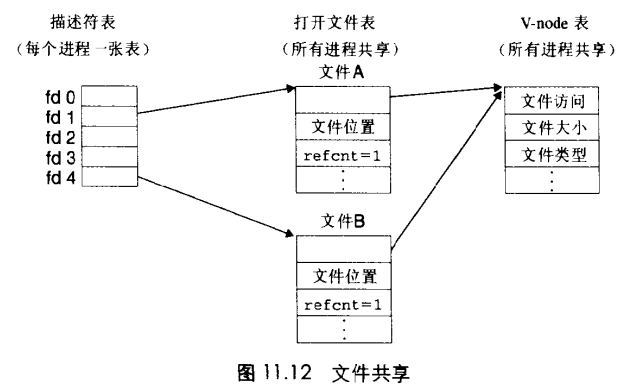 描述符表 打开文件表 V-node 表
（每个进程一张表） （所有进程共享） （所有进程共享）
文件A
fd 0
fd 1
fd 2
fd 3
fd 4
文件位置
refcnt=1
⋮
文件访问
文件大小
文件类型
⋮
文件B
文件位置
refcnt=1
⋮
图 11.12 文件共享